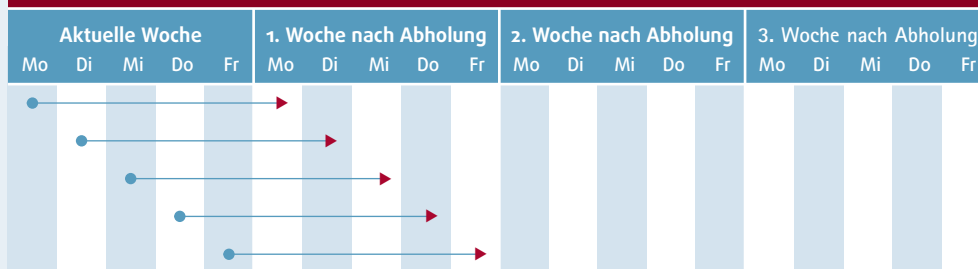 Aktuelle Woche 1. Woche nach Abholung 2. Woche nach Abholung 3. Woche nach Abholung
Mo Di Mi Do Fr Mo Di Mi Do Fr Mo Di Mi Do Fr Mo Di Mi Do Fr